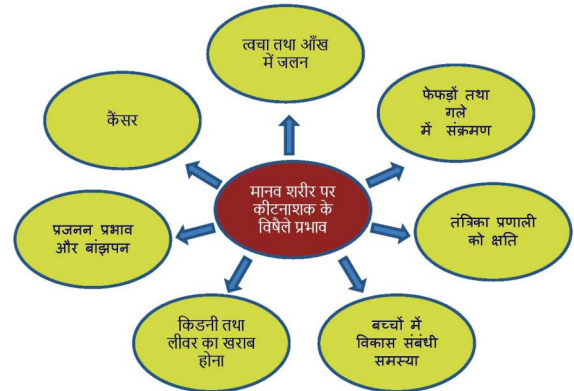 त्वचा तथा आँख
में जलन
फेफड़ों तथा
गले
में संक्रमण
तंत्रिका प्रणाली
को क्षति
बच्चों में
विकास संबंधी
समस्या
किडनी तथा
लीवर का खराब
होना
प्रजनन प्रभाव
और बांझपन
कैंसर
मानव शरीर पर
कीटनाशक के
विषैले प्रभाव